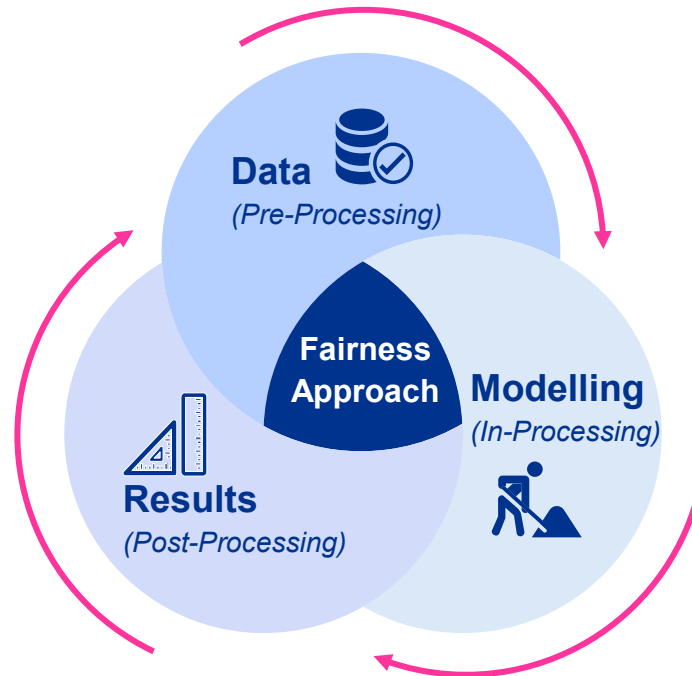 Data
(Pre-Processing)
Fairness
Approach
Modelling
(In-Processing)
Results
(Post-Processing)